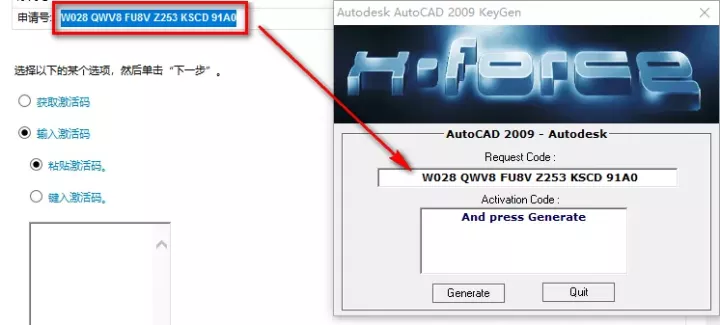 申请号: W028 QWV8 FU8V Z253 KSCD 91A0
选择以下的某个选项，然后单击“下一步”。
获取激活码
输入激活码
粘贴激活码。
键入激活码。
Autodesk AutoCAD 2009 KeyGen
x-force
AutoCAD 2009 - Autodesk
Request Code :
W028 QWV8 FU8V Z253 KSCD 91A0
Activation Code :
And press Generate
Generate
Quit